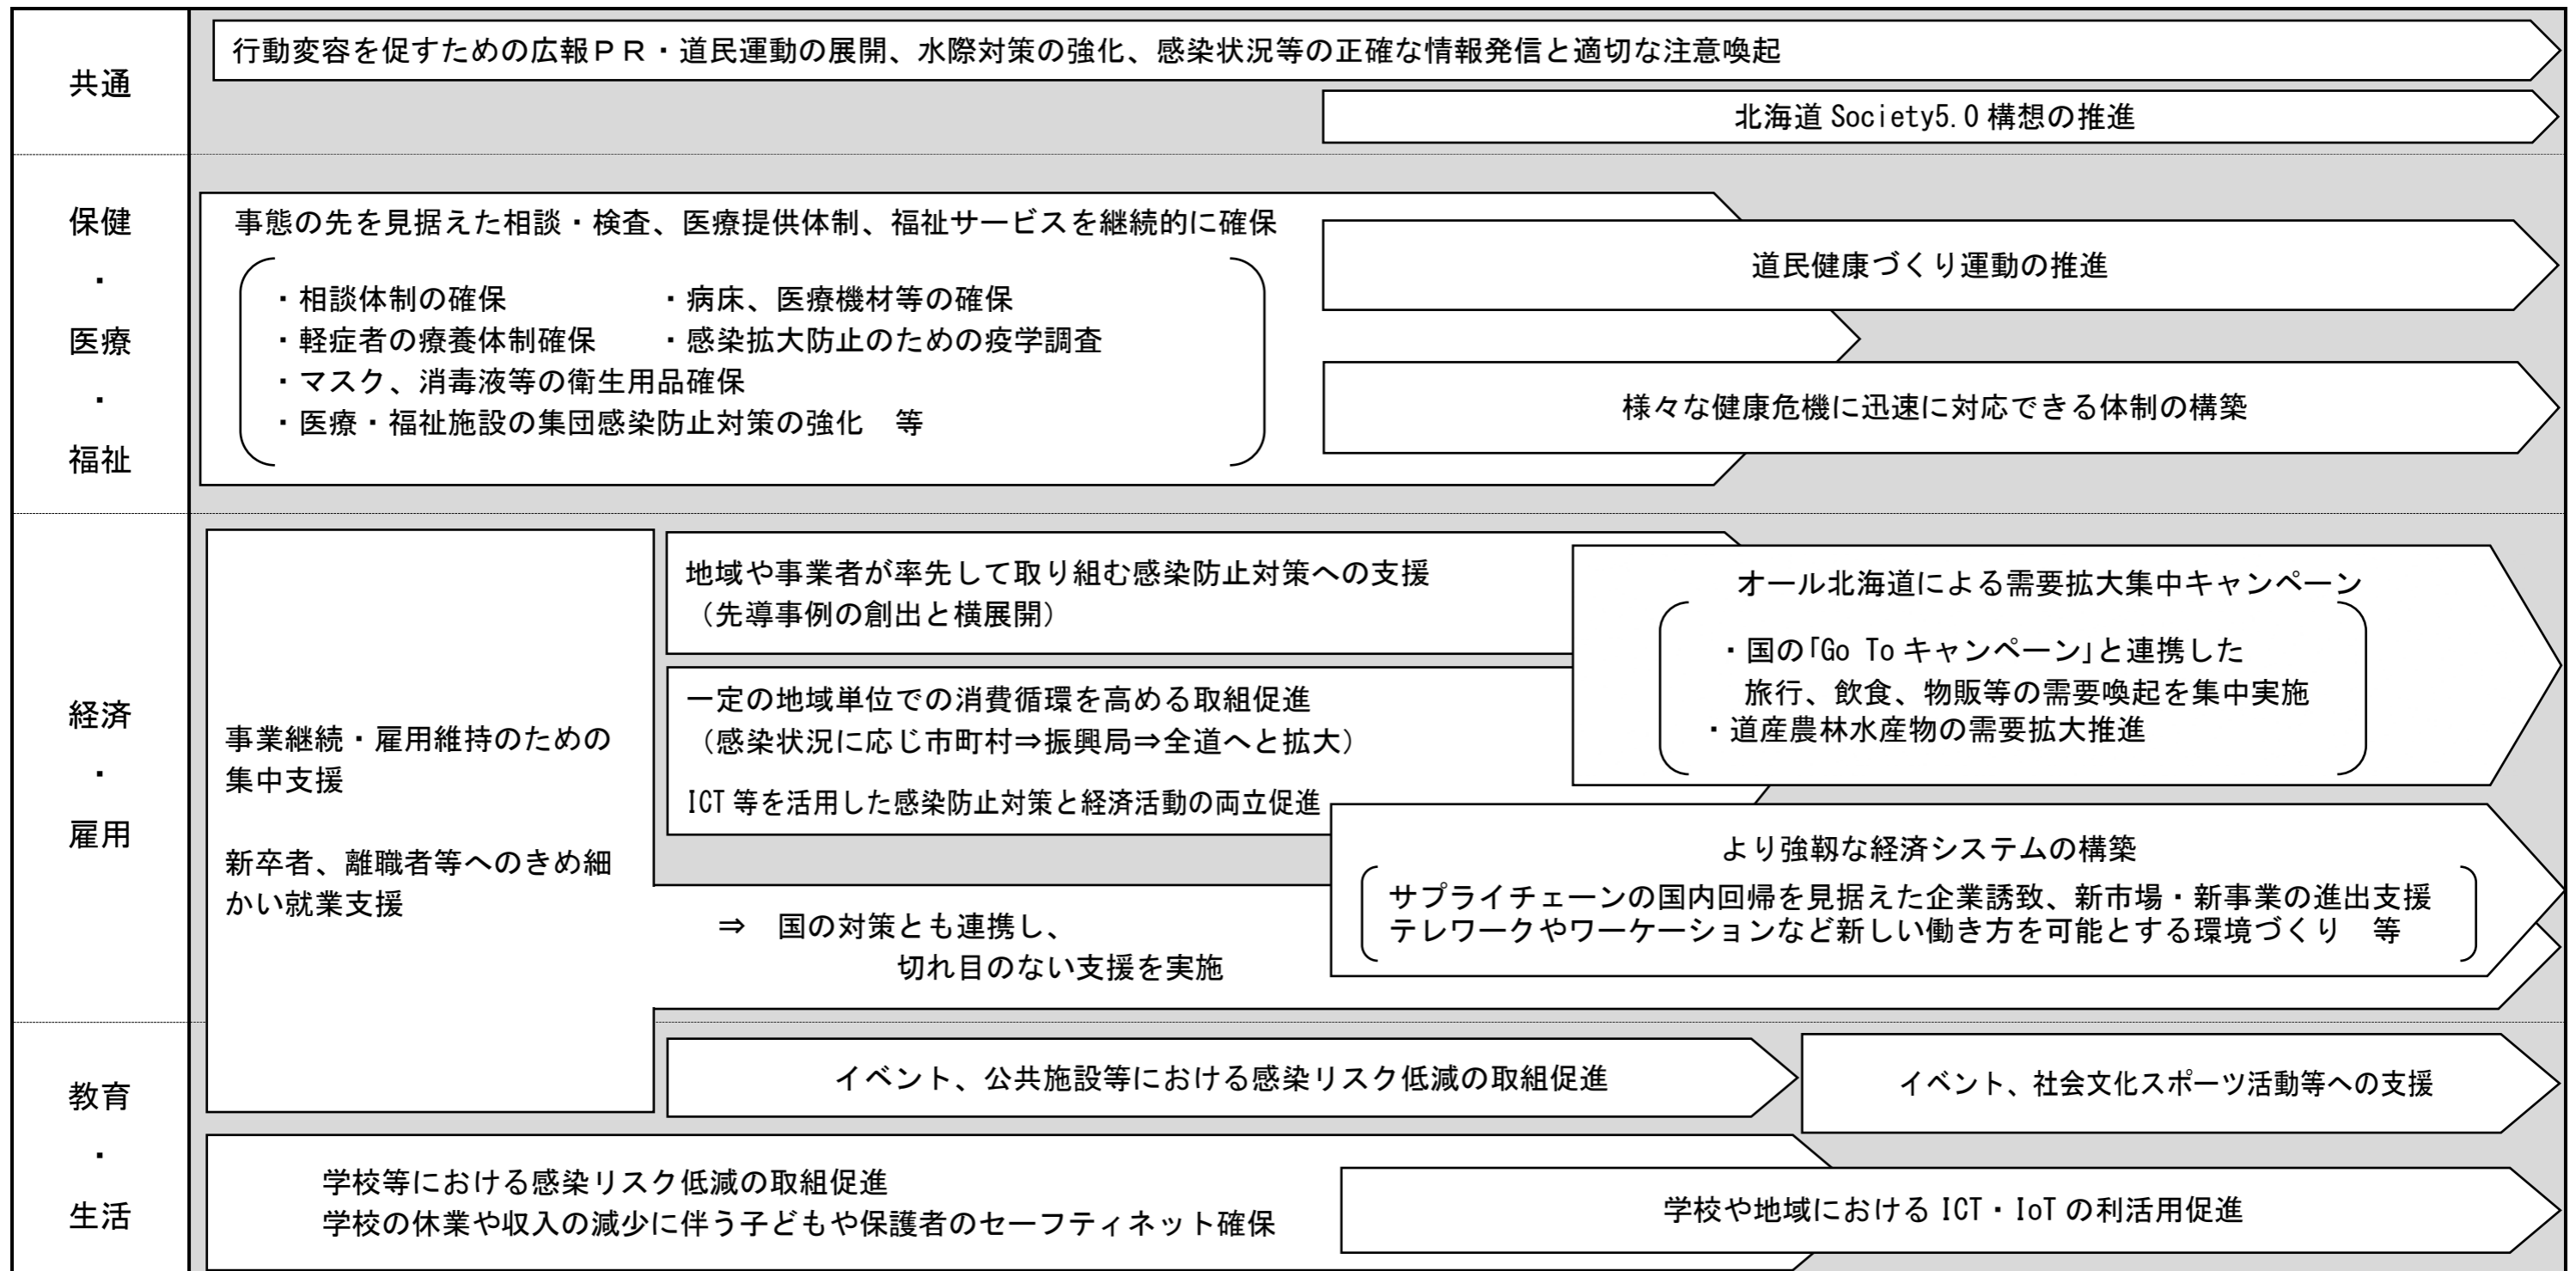 共通
行動変容を促すための広報ＰＲ・道民運動の展開、水際対策の強化、感染状況等の正確な情報発信と適切な注意喚起
北海道 Society5.0 構想の推進
保健
・
医療
・
福祉
事態の先を見据えた相談・検査、医療提供体制、福祉サービスを継続的に確保
・相談体制の確保　　　　　・病床、医療機材等の確保
・軽症者の療養体制確保　　・感染拡大防止のための疫学調査
・マスク、消毒液等の衛生用品確保
・医療・福祉施設の集団感染防止対策の強化　等
道民健康づくり運動の推進
様々な健康危機に迅速に対応できる体制の構築
経済
・
雇用
事業継続・雇用維持のための
集中支援
新卒者、離職者等へのきめ細
かい就業支援
地域や事業者が率先して取り組む感染防止対策への支援
（先導事例の創出と横展開）
一定の地域単位での消費循環を高める取組促進
（感染状況に応じ市町村⇒振興局⇒全道へと拡大）
ICT 等を活用した感染防止対策と経済活動の両立促進
オール北海道による需要拡大集中キャンペーン
・国の｢Go To キャンペーン｣と連携した
旅行、飲食、物販等の需要喚起を集中実施
・道産農林水産物の需要拡大推進
より強靱な経済システムの構築
サプライチェーンの国内回帰を見据えた企業誘致、新市場・新事業の進出支援
テレワークやワーケーションなど新しい働き方を可能とする環境づくり　等
⇒　国の対策とも連携し、
切れ目のない支援を実施
教育
・
生活
イベント、公共施設等における感染リスク低減の取組促進
イベント、社会文化スポーツ活動等への支援
学校等における感染リスク低減の取組促進
学校の休業や収入の減少に伴う子どもや保護者のセーフティネット確保
学校や地域における ICT・IoT の利活用促進